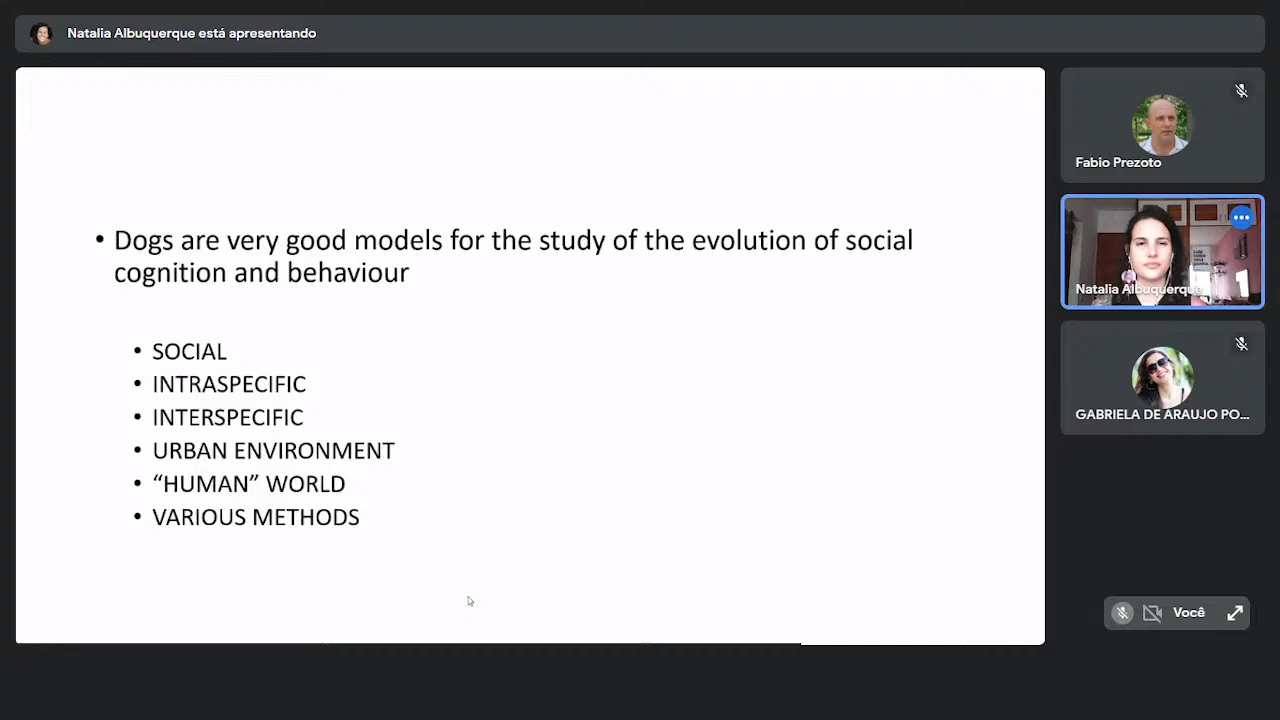 Natalia Albuquerque está apresentando
• Dogs are very good models for the study of the evolution of social
cognition and behaviour
• SOCIAL
• INTRASPECIFIC
• INTERSPECIFIC
• URBAN ENVIRONMENT
• “HUMAN” WORLD
• VARIOUS METHODS
Fabio Prezoto
Natalia Albuquerque
GABRIELA DE ARAUJO PO...
Você